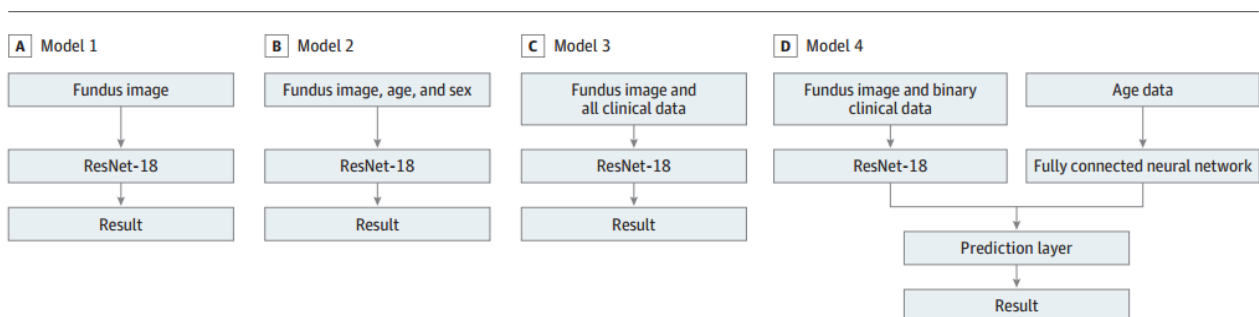 A Model 1
Fundus image
ResNet-18
Result
B Model 2
Fundus image, age, and sex
ResNet-18
Result
C Model 3
Fundus image and
all clinical data
ResNet-18
Result
D Model 4
Fundus image and binary
clinical data
ResNet-18
Age data
Fully connected neural network
Prediction layer
Result